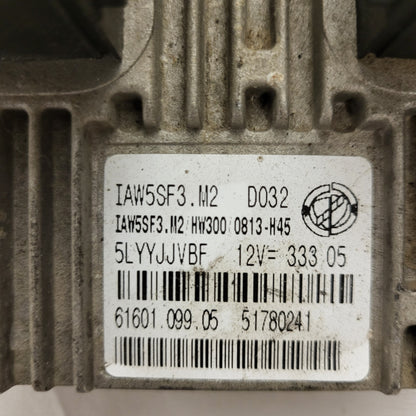 IAW5SF3.M2 D032
IAW5SF3.M2/HW300/0813-H45
5LYYJJVBF 12V= 333 05
61601.099.05 51780241